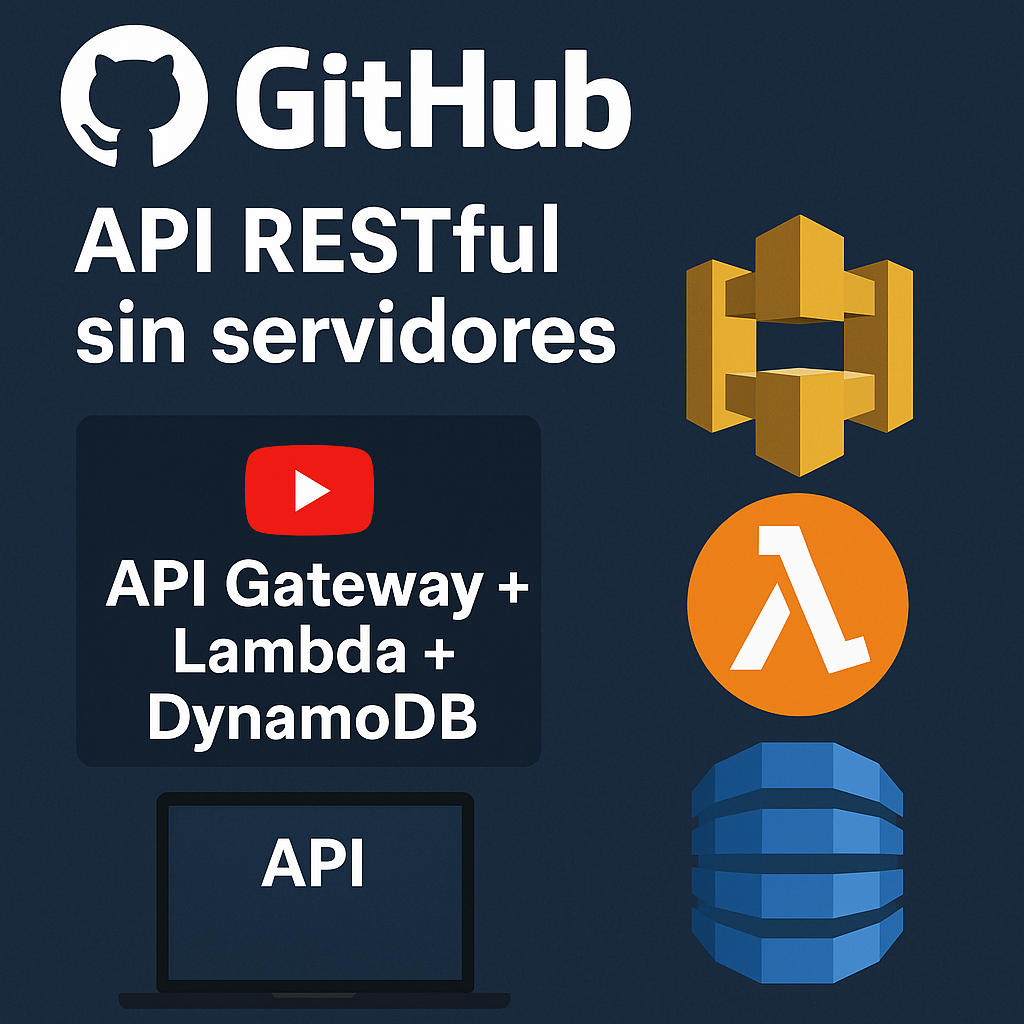 GitHub
API RESTful
sin servidores
API Gateway +
Lambda +
DynamoDB
API